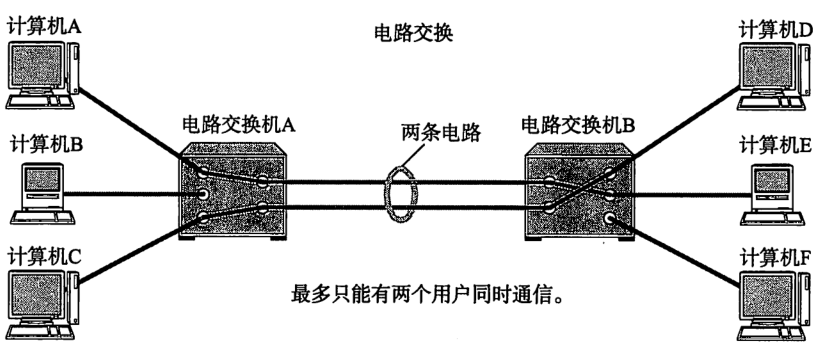 计算机A
电路交换
计算机D
电路交换机A
两条电路
电路交换机B
计算机B
计算机E
计算机C
计算机F
最多只能有两个用户同时通信。